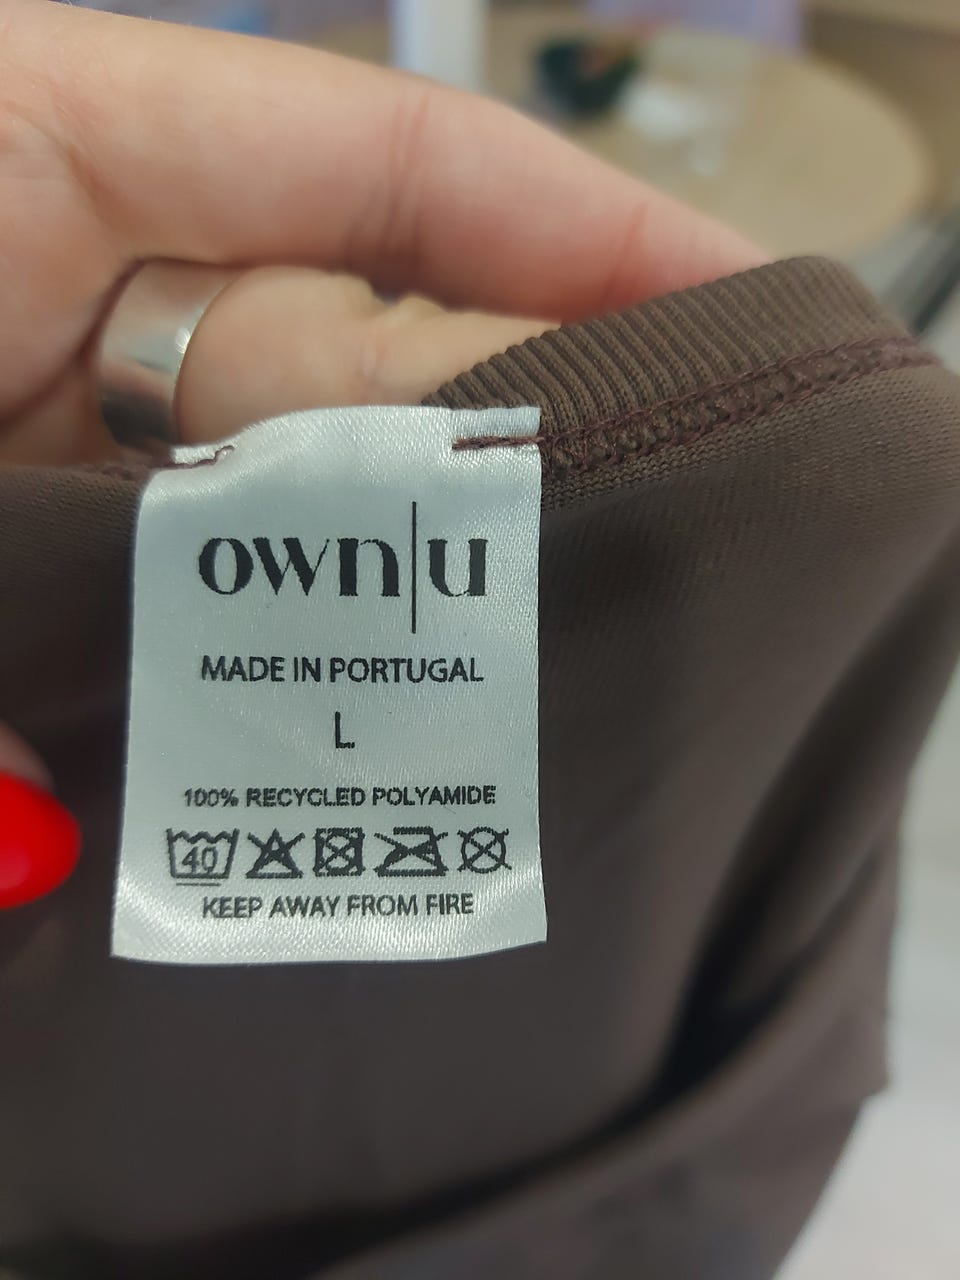 own|u
MADE IN PORTUGAL
L
100% RECYCLED POLYAMIDE
40
KEEP AWAY FROM FIRE